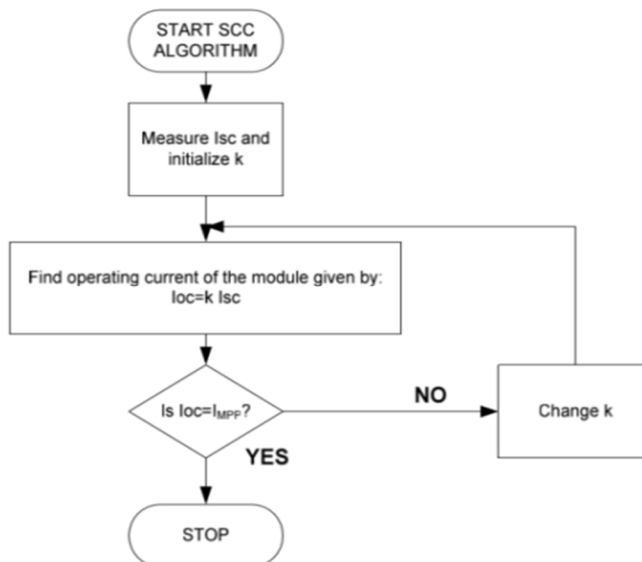 START SCC
ALGORITHM
Measure Isc and
initialize k
Find operating current of the module given by:
Ioc=k Isc
Is Ioc=IMPP?
NO
Change k
YES
STOP